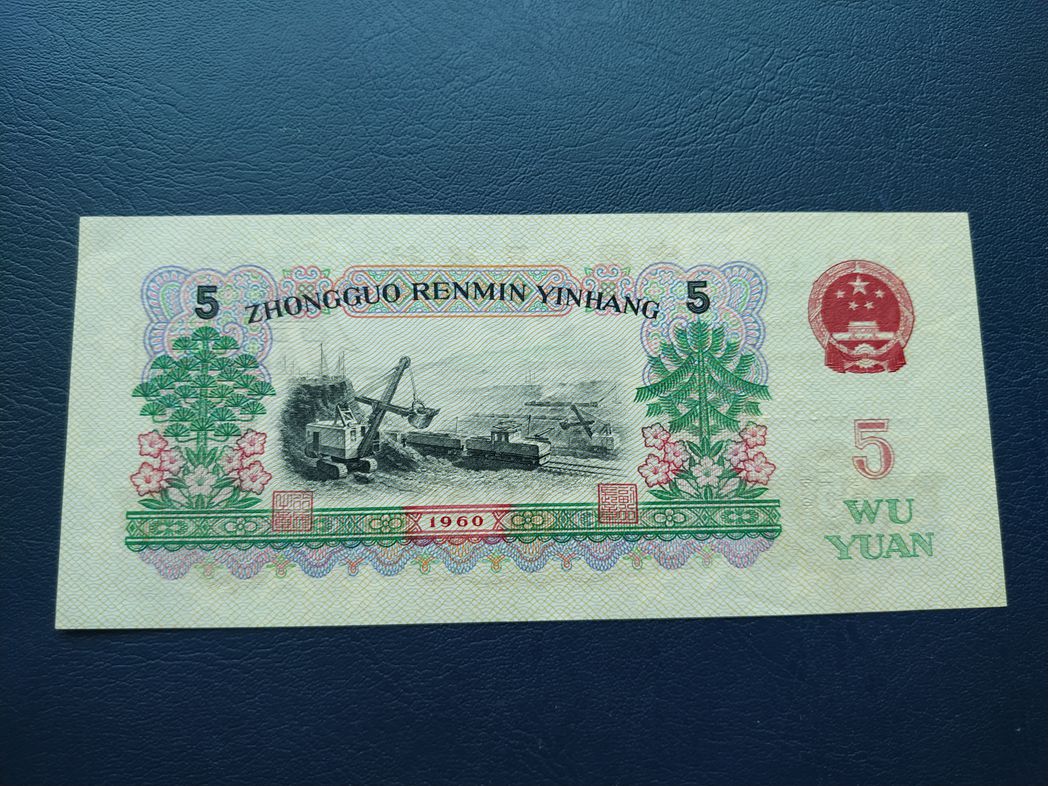 5 ZHONGGUO RENMIN YINHANG 5
5
WU
YUAN
1960